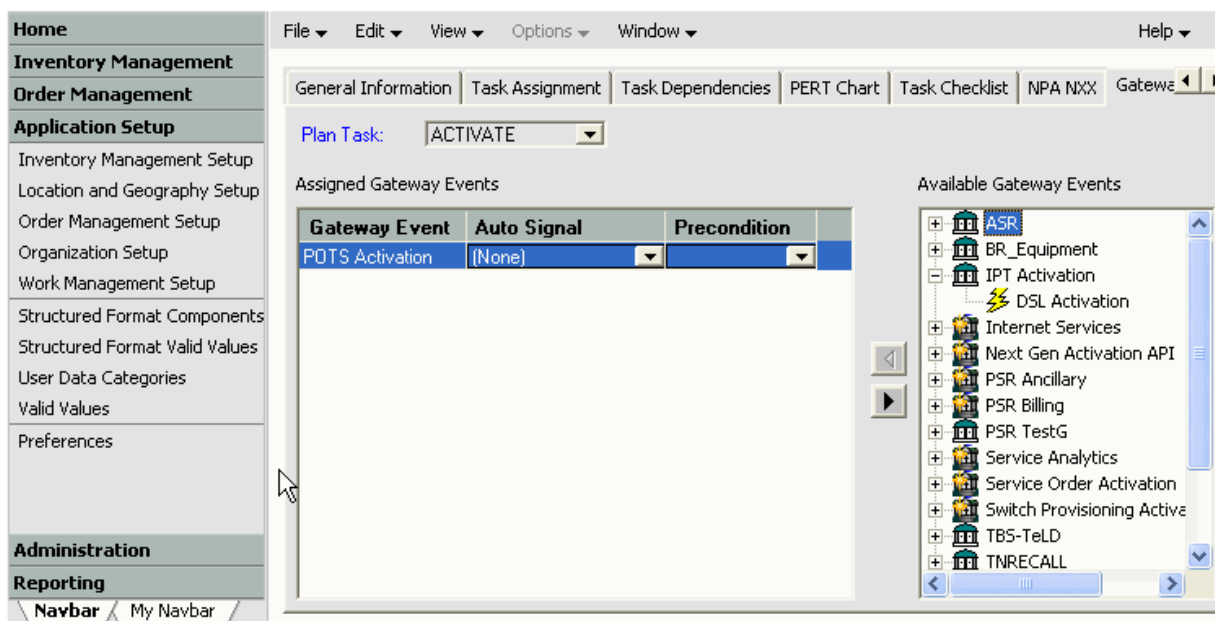 Home
Inventory Management
Order Management
Application Setup
Inventory Management Setup
Location and Geography Setup
Order Management Setup
Organization Setup
Work Management Setup
Structured Format Components
Structured Format Valid Values
User Data Categories
Valid Values
Preferences
Administration
Reporting
Navbar My Navbar
File Edit View Options Window Help
General Information Task Assignment Task Dependencies PERT Chart Task Checklist NPA NXX Gatewa
Plan Task: ACTIVATE
Assigned Gateway Events
Gateway Event Auto Signal Precondition
POTS Activation (None)
Available Gateway Events
ASR
BR_Equipment
IPT Activation
DSL Activation
Internet Services
Next Gen Activation API
PSR Ancillary
PSR Billing
PSR TestG
Service Analytics
Service Order Activation
Switch Provisioning Activa
TBS-TeLD
TNRECALL